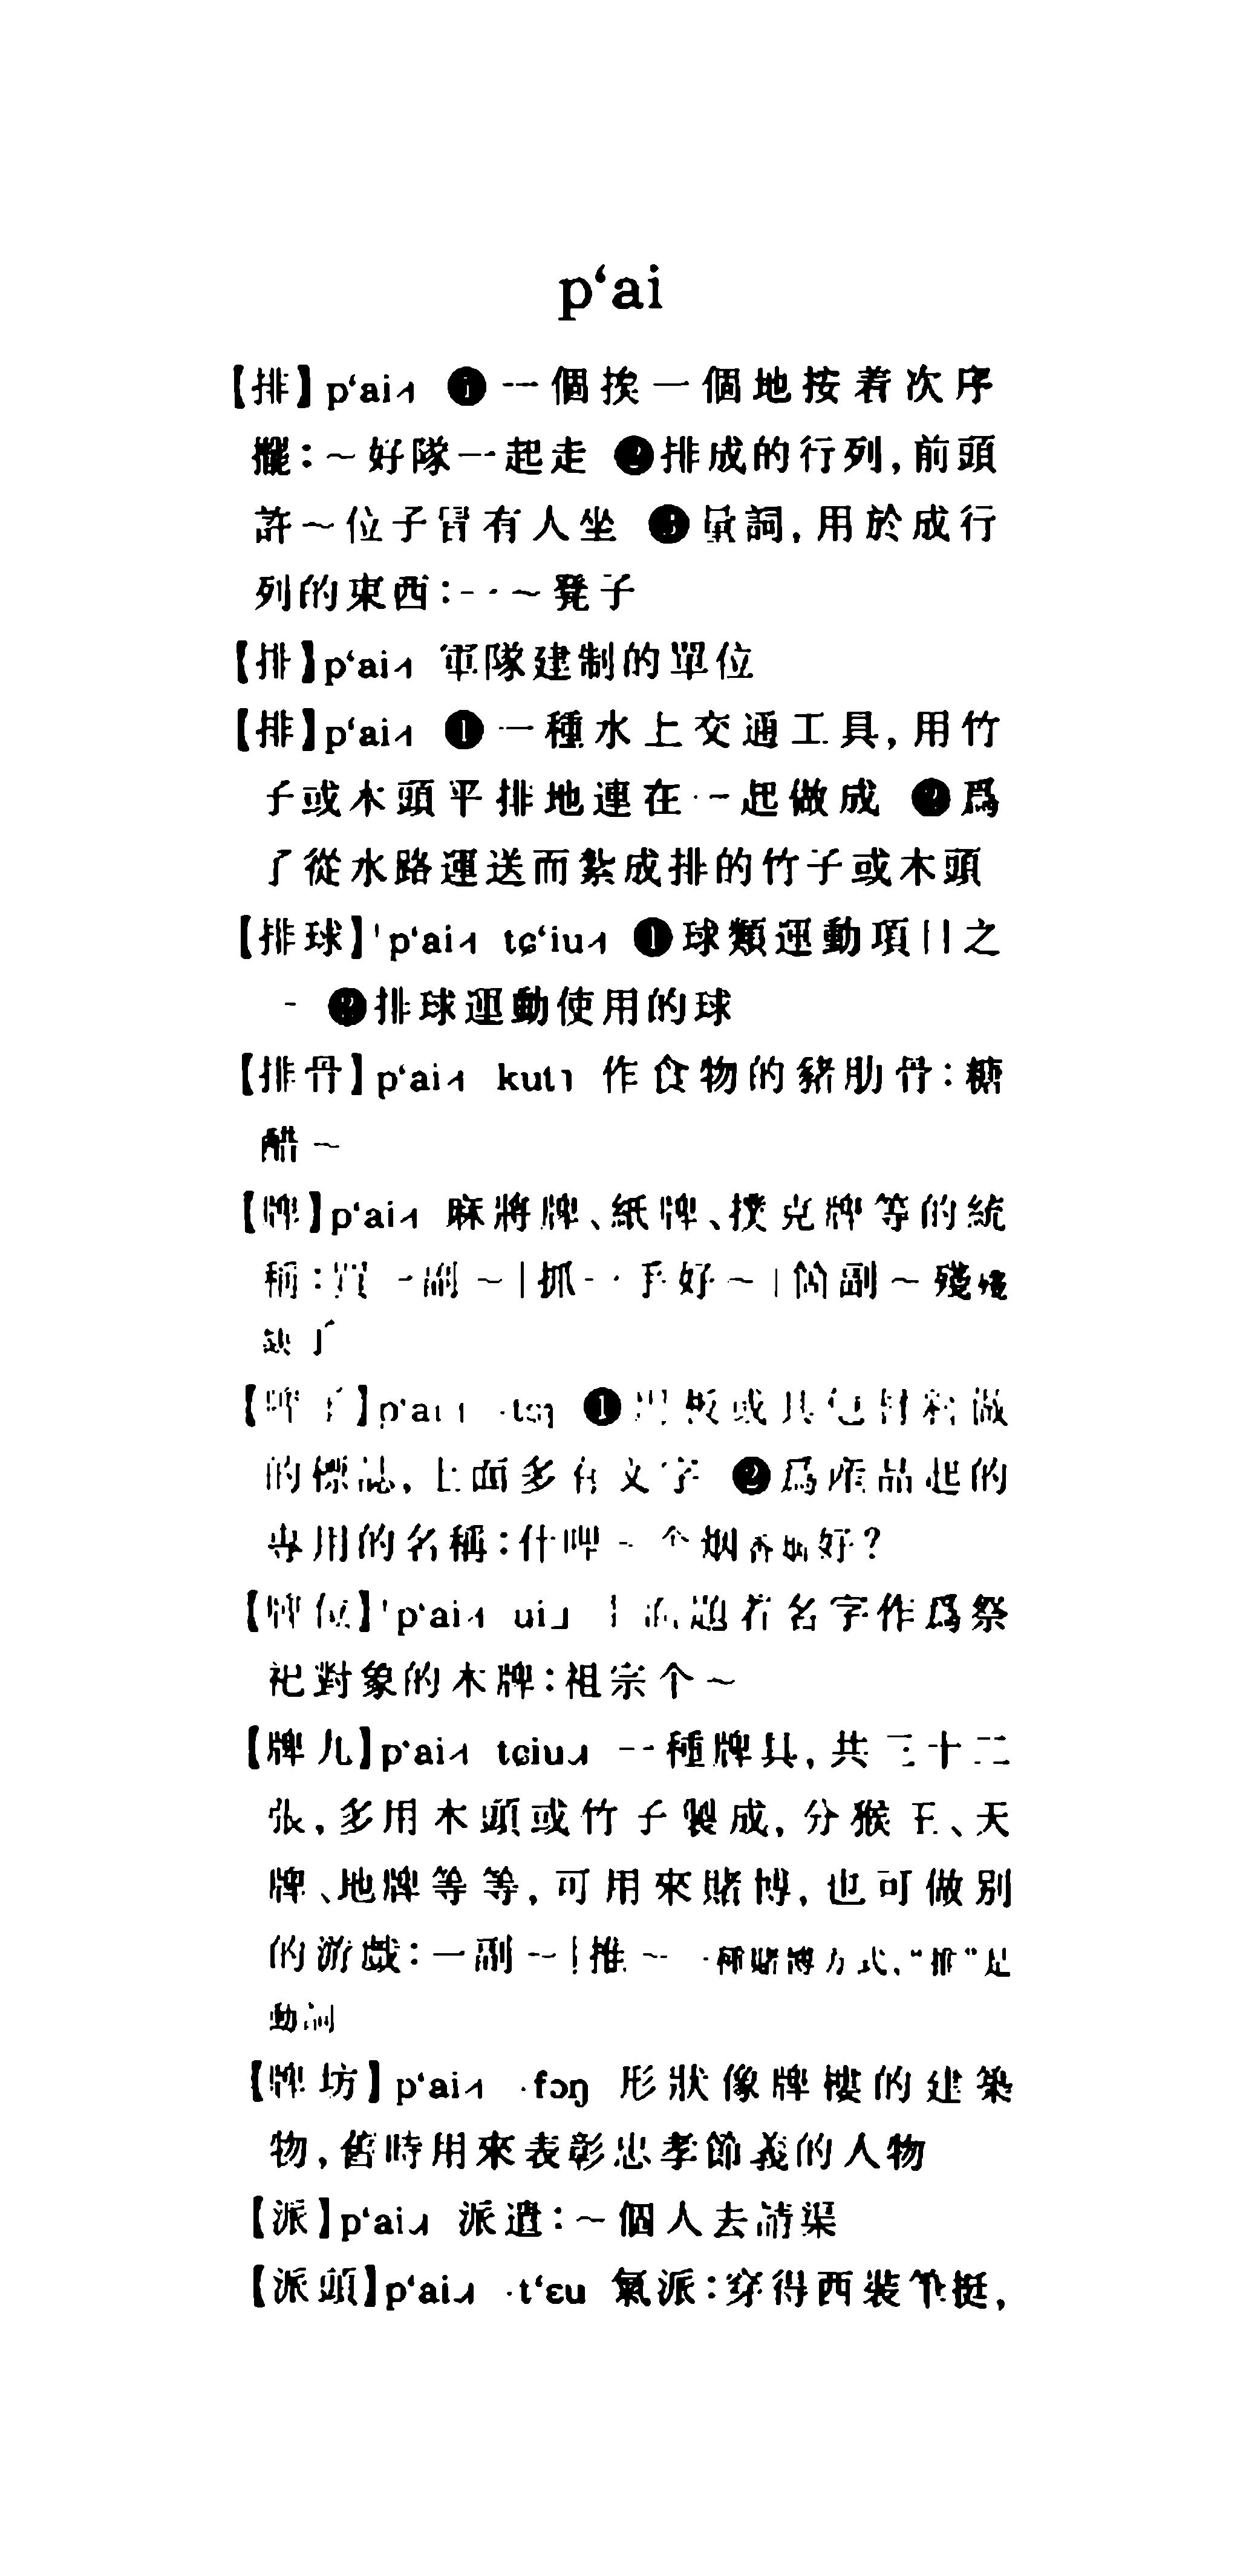 p‘ai
【排】p‘ai˨˦ ❶一個挨一個地按着次序
擺：～好隊一起走 ❷排成的行列，前頭
許～位子冒有人坐 ❸量詞，用於成行
列的東西：一～凳子
【排】p‘ai˨˦ 軍隊建制的單位
【排】p‘ai˨˦ ❶一種水上交通工具，用竹
子或木頭平排地連在一起做成 ❷爲
了從水路運送而紮成排的竹子或木頭
【排球】'p‘ai˨˦ tɕ‘iu˨˦ ❶球類運動項目之
一 ❷排球運動使用的球
【排骨】p‘ai˨˦ kut˥ 作食物的豬肋骨：糖
醋～
【牌】p‘ai˨˦ 麻將牌、紙牌、撲克牌等的統
稱：買一副～|抓一手好～|箇副～殘
缺了
【牌子】p‘ai ·tsɿ ❶用板或其他材料做
的標誌，上面多有文字 ❷爲產品起的
專用的名稱：什牌 个烟 好？
【牌位】'p‘ai˨˦ ui˩ 上面題着名字作爲祭
祀對象的木牌：祖宗个～
【牌九】p‘ai˨˦ tɕiu 一種牌具，共三十二
張，多用木頭或竹子製成，分猴王、天
牌、地牌等等，可用來賭博，也可做別
的游戲：一副～|推～ 一種賭博方式，“推”是
動詞
【牌坊】p‘ai˨˦ ·fɔŋ 形狀像牌樓的建築
物，舊時用來表彰忠孝節義的人物
【派】p‘ai 派遣：～個人去請渠
【派頭】p‘ai ·t‘ɛu 氣派：穿得西裝筆挺，